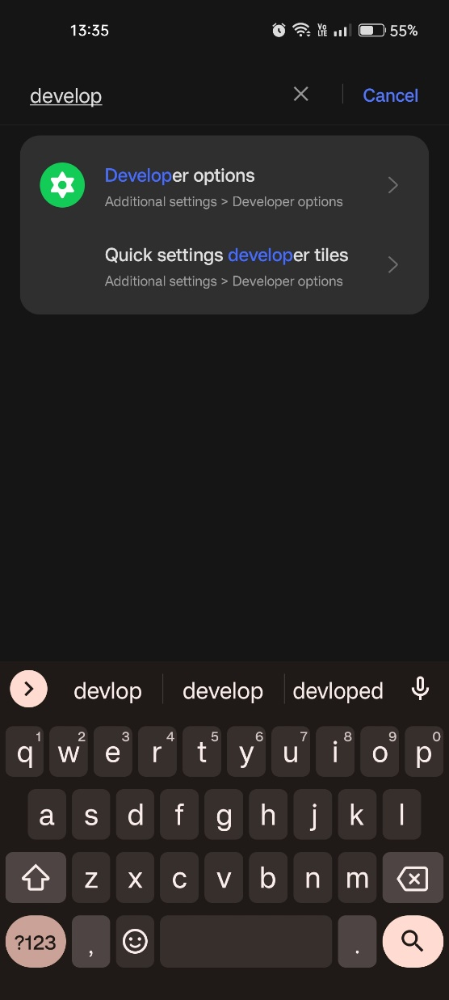 13:35 Vo LTE 55%
develop Cancel
Developer options
Additional settings > Developer options
Quick settings developer tiles
Additional settings > Developer options
devlop develop devloped
q1 w2 e3 r4 t5 y6 u7 i8 o9 p0
a s d f g h j k l
z x c v b n m
?123 , .